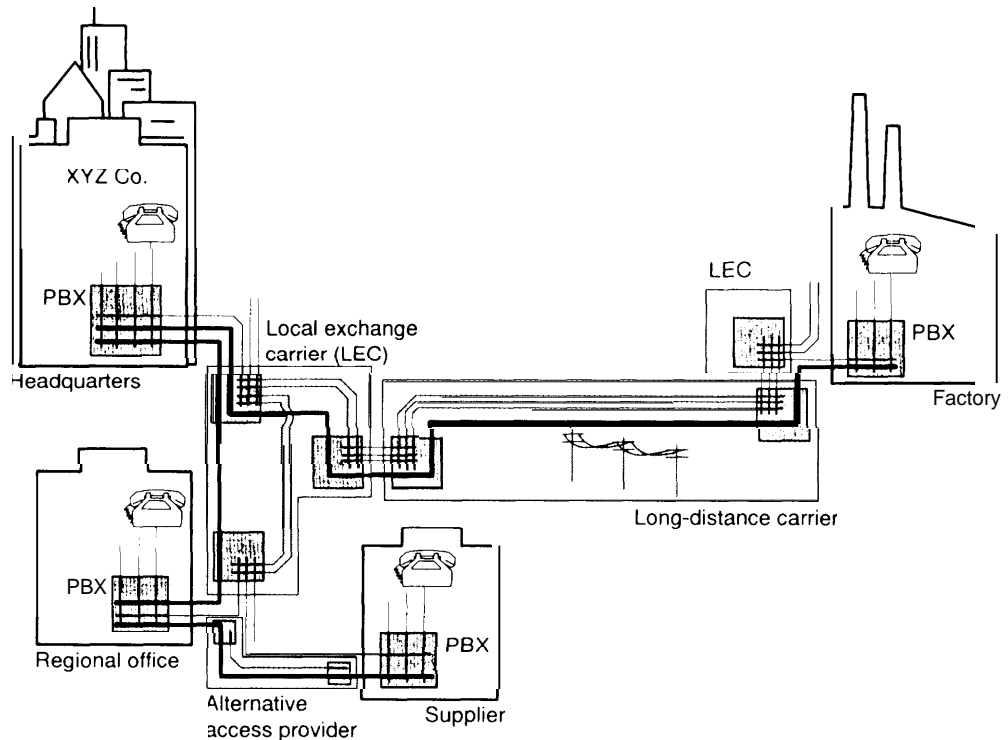 XYZ Co.
PBX
Headquarters
Local exchange
carrier (LEC)
LEC
PBX
Factory
Long-distance carrier
PBX
Regional office
PBX
Supplier
Alternative
access provider